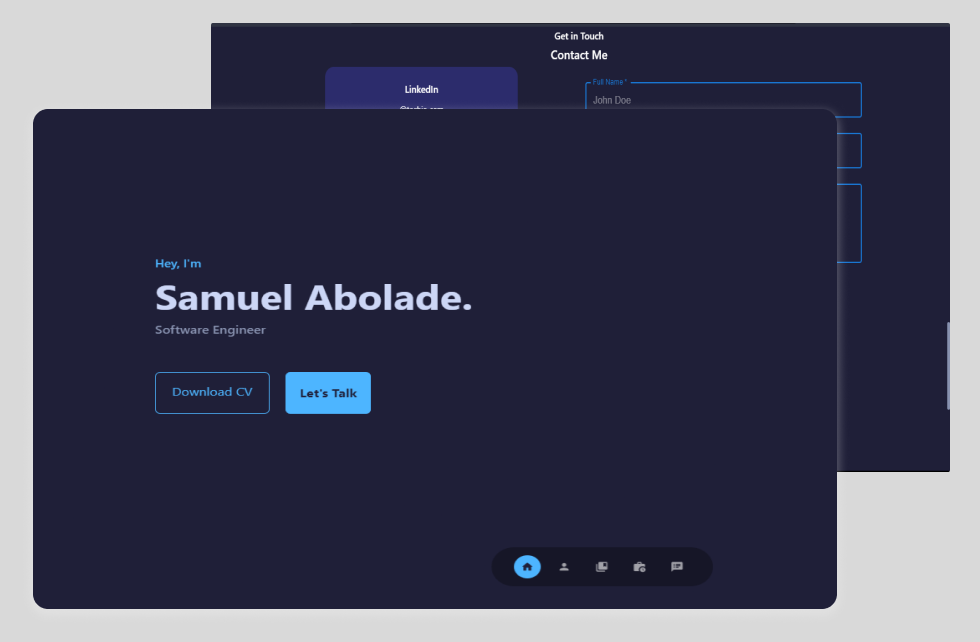 Get in Touch
Contact Me
LinkedIn
Full Name *
John Doe
Hey, I'm
Samuel Abolade.
Software Engineer
Download CV
Let's Talk